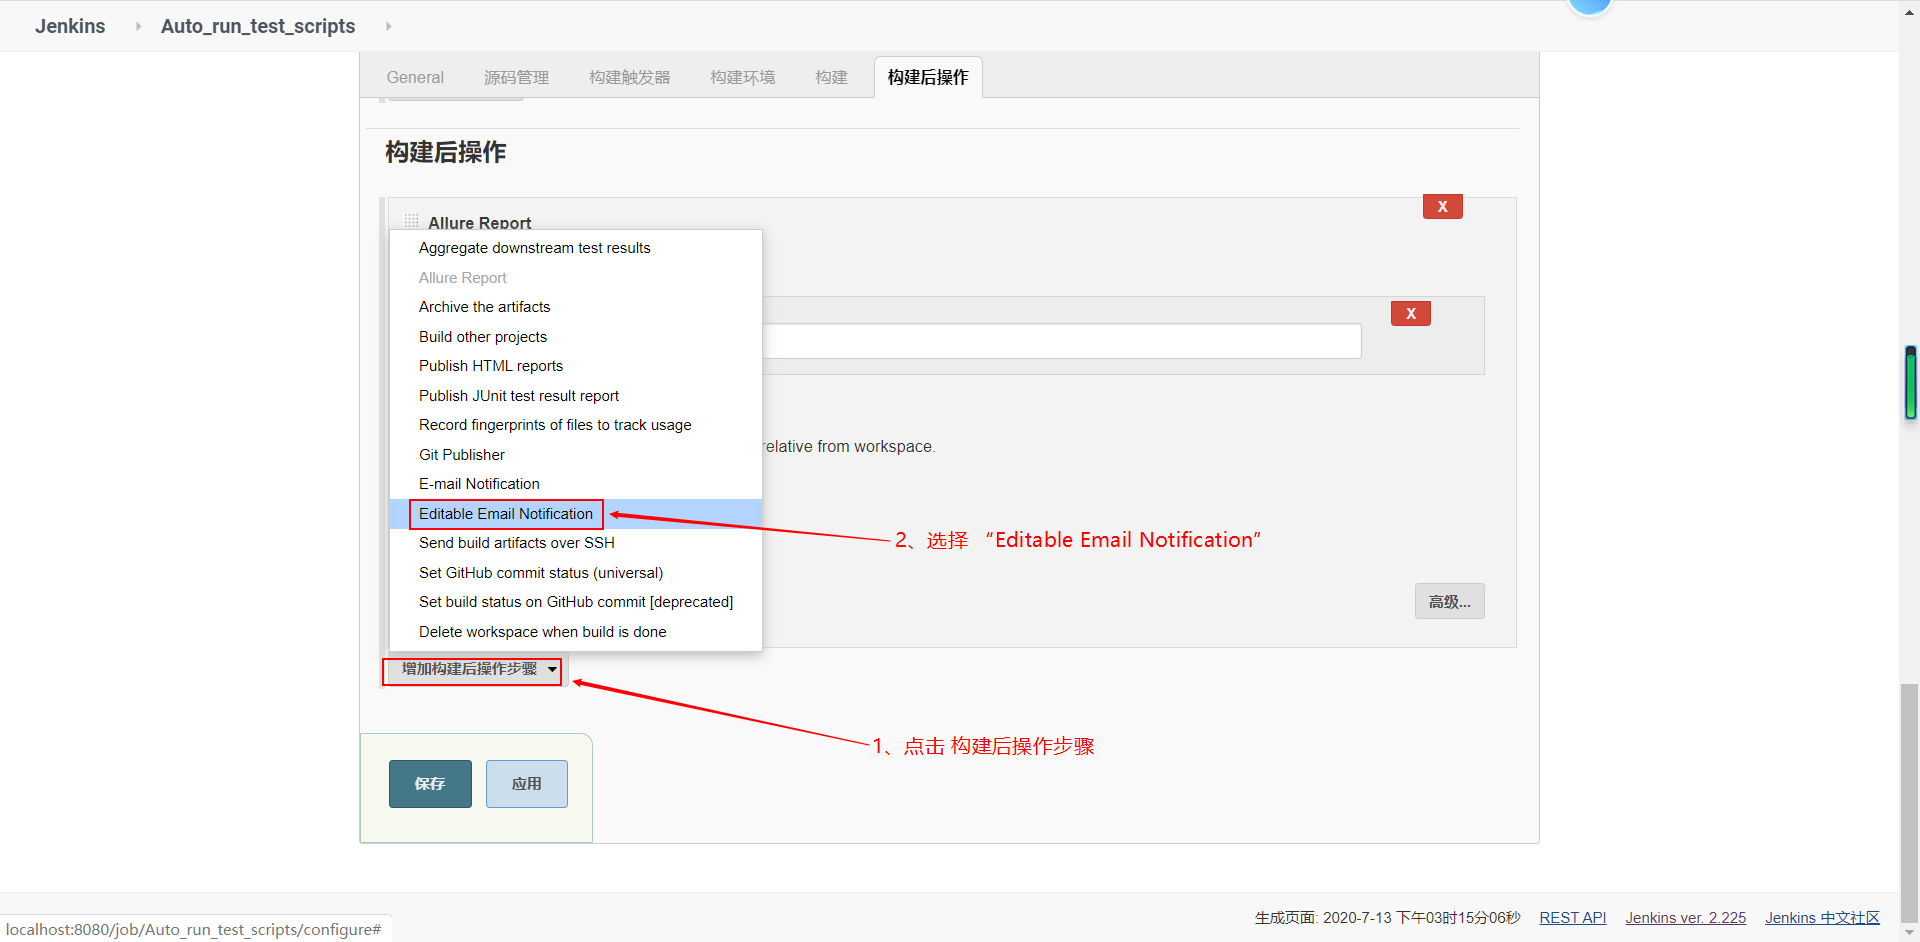 Jenkins
Auto_run_test_scripts
General
源码管理
构建触发器
构建环境
构建
构建后操作
构建后操作
X
Allure Report
Aggregate downstream test results
Allure Report
Archive the artifacts
X
Build other projects
Publish HTML reports
Publish JUnit test result report
Record fingerprints of files to track usage
relative from workspace.
Git Publisher
E-mail Notification
Editable Email Notification
2、选择 “Editable Email Notification”
Send build artifacts over SSH
Set GitHub commit status (universal)
Set build status on GitHub commit [deprecated]
高级...
Delete workspace when build is done
增加构建后操作步骤
1、点击 构建后操作步骤
保存
应用
生成页面: 2020-7-13 下午03时15分06秒
REST API
Jenkins ver. 2.225
Jenkins 中文社区
localhost:8080/job/Auto_run_test_scripts/configure#